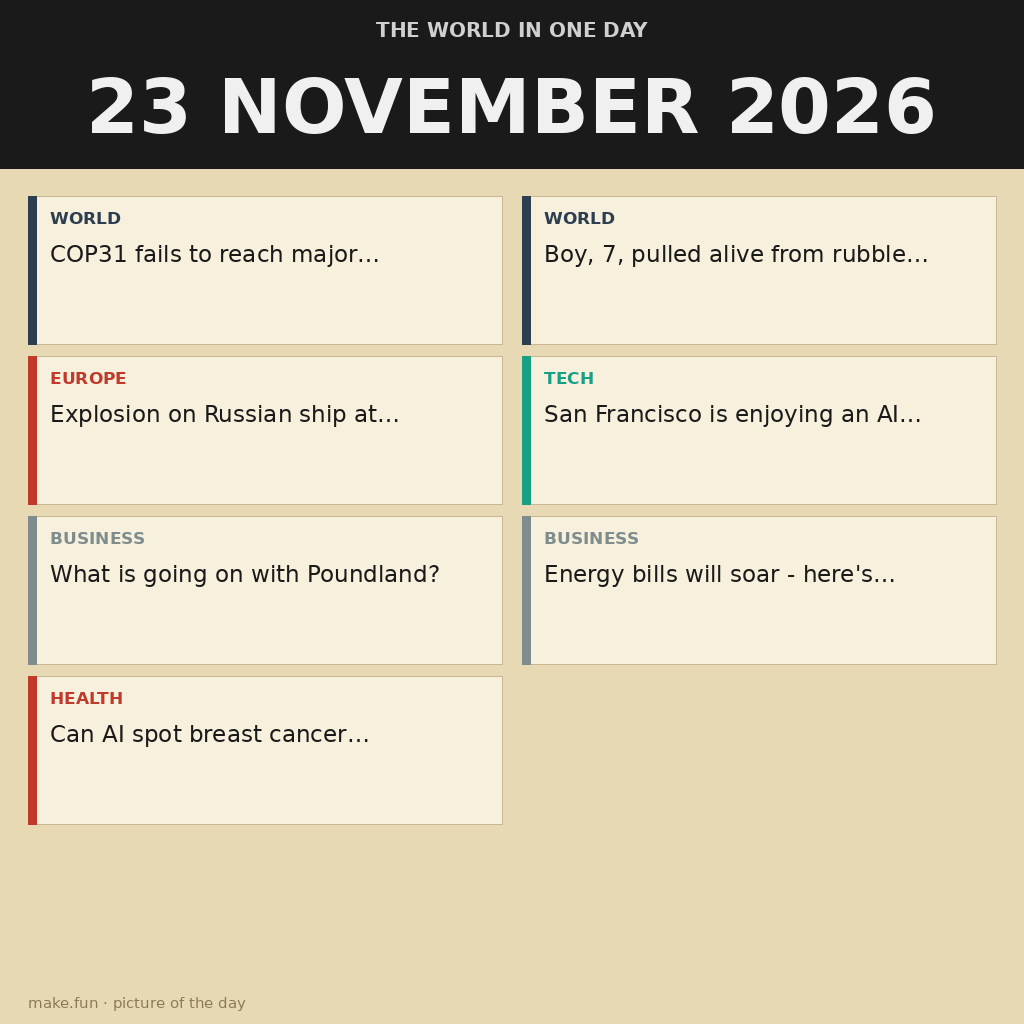 THE WORLD IN ONE DAY
23 NOVEMBER 2026
WORLD
COP31 fails to reach major…
WORLD
Boy, 7, pulled alive from rubble…
EUROPE
Explosion on Russian ship at…
TECH
San Francisco is enjoying an AI…
BUSINESS
What is going on with Poundland?
BUSINESS
Energy bills will soar - here's…
HEALTH
Can AI spot breast cancer…
make.fun · picture of the day